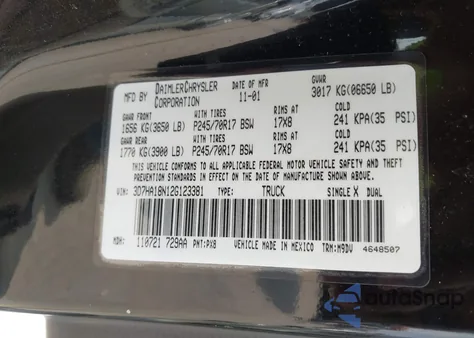 MFD BY DAIMLERCHRYSLER CORPORATION DATE OF MFR 11-01 GVWR 3017 KG(06650 LB)
GAWR FRONT WITH TIRES RIMS AT COLD
1656 KG(3650 LB) P245/70R17 BSW 17X8 241 KPA(35 PSI)
GAWR REAR WITH TIRES RIMS AT COLD
1770 KG(3900 LB) P245/70R17 BSW 17X8 241 KPA(35 PSI)
THIS VEHICLE CONFORMS TO ALL APPLICABLE FEDERAL MOTOR VEHICLE SAFETY AND THEFT
PREVENTION STANDARDS IN EFFECT ON THE DATE OF MANUFACTURE SHOWN ABOVE.
VIN: 3D7HA18N12G123381 TYPE: TRUCK SINGLE X DUAL
MDH: 110721 729AA PNT:PX8 VEHICLE MADE IN MEXICO TRM:M9DV 4648507
autoSnap